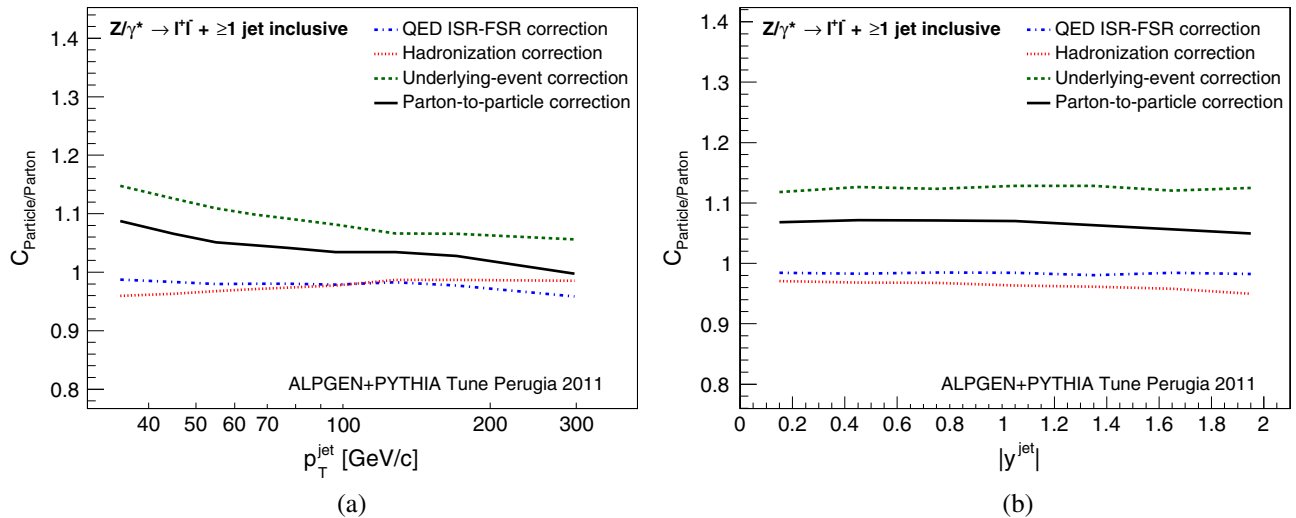 Z/γ* → l⁺l⁻ + ≥1 jet inclusive
QED ISR-FSR correction
Hadronization correction
Underlying-event correction
Parton-to-particle correction
1.4
1.3
1.2
1.1
1
0.9
0.8
C_Particle/Parton
ALPGEN+PYTHIA Tune Perugia 2011
40 50 60 70 100 200 300
p_T^jet [GeV/c]
(a)
Z/γ* → l⁺l⁻ + ≥1 jet inclusive
QED ISR-FSR correction
Hadronization correction
Underlying-event correction
Parton-to-particle correction
1.4
1.3
1.2
1.1
1
0.9
0.8
C_Particle/Parton
ALPGEN+PYTHIA Tune Perugia 2011
0 0.2 0.4 0.6 0.8 1 1.2 1.4 1.6 1.8 2
|y^jet|
(b)